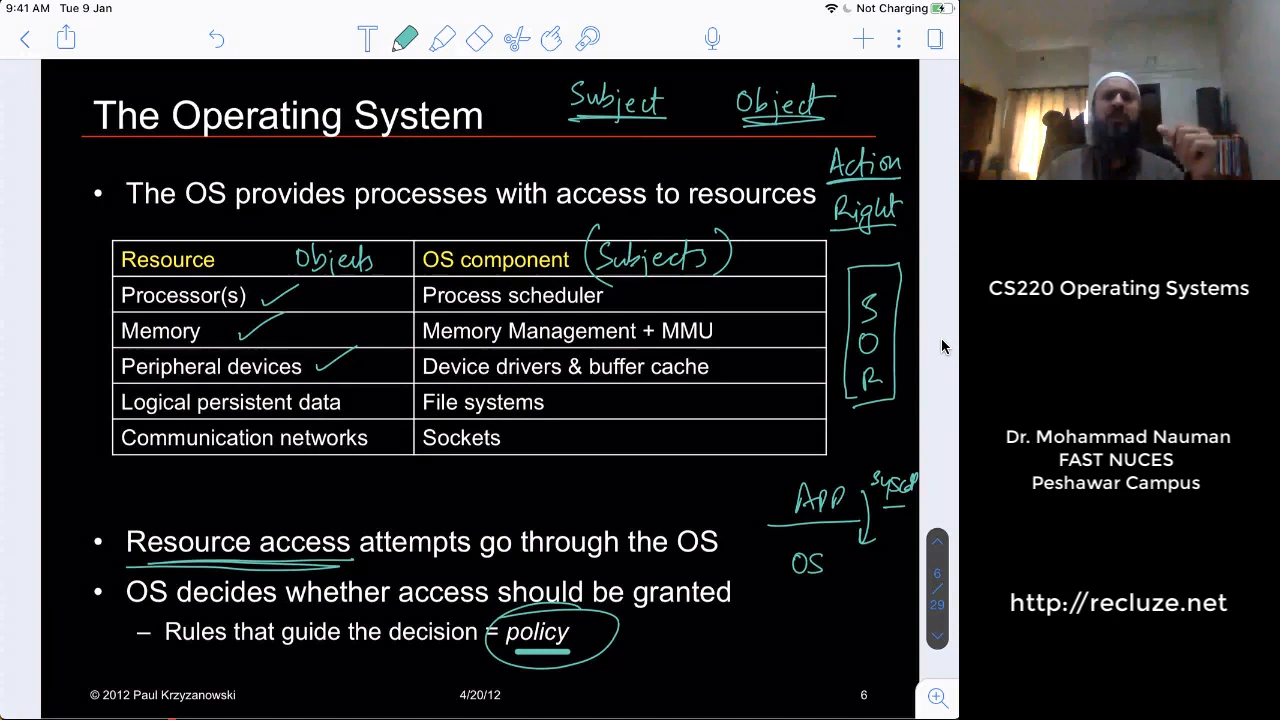 9:41 AM Tue 9 Jan
Not Charging
The Operating System
Subject Object
Action
Right
• The OS provides processes with access to resources
Resource Objects OS component (Subjects)
Processor(s) Process scheduler
Memory Memory Management + MMU
Peripheral devices Device drivers & buffer cache
Logical persistent data File systems
Communication networks Sockets
S
O
R
APP
OS
• Resource access attempts go through the OS
• OS decides whether access should be granted
– Rules that guide the decision = policy
© 2012 Paul Krzyzanowski 4/20/12 6
6
/
29
CS220 Operating Systems
Dr. Mohammad Nauman
FAST NUCES
Peshawar Campus
http://recluze.net